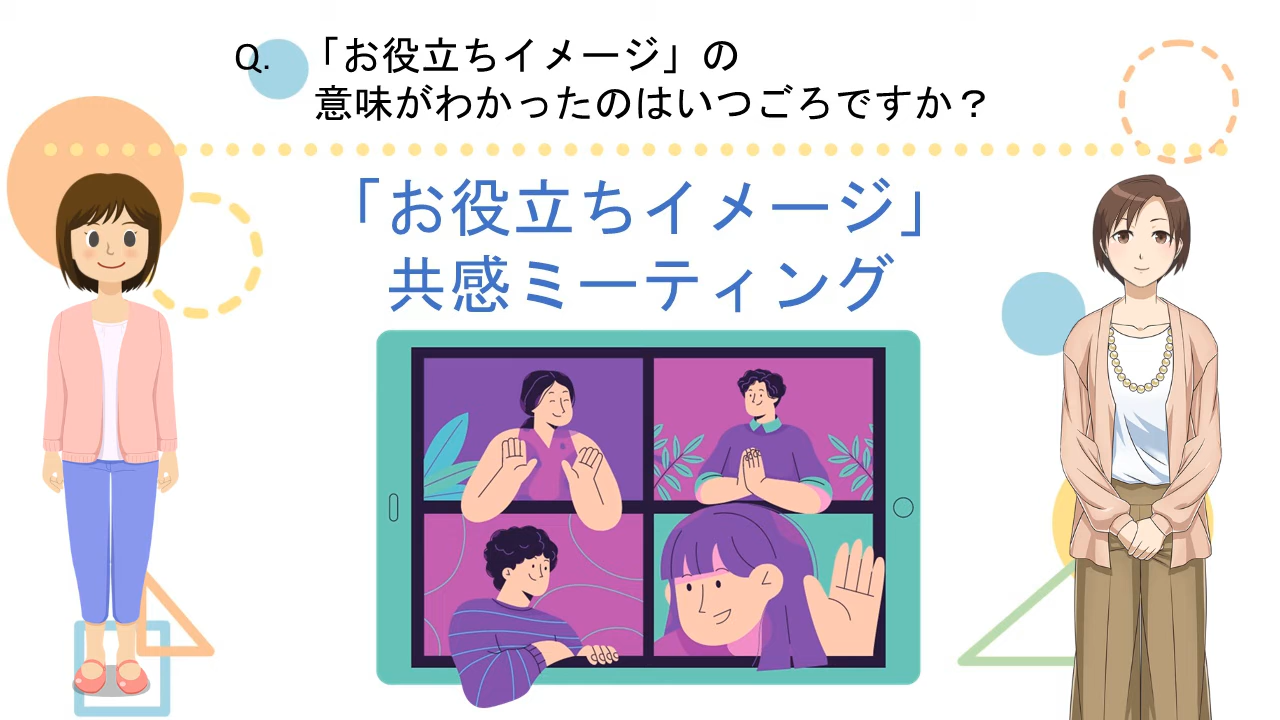 Q. 「お役立ちイメージ」の
意味がわかったのはいつごろですか？
「お役立ちイメージ」
共感ミーティング